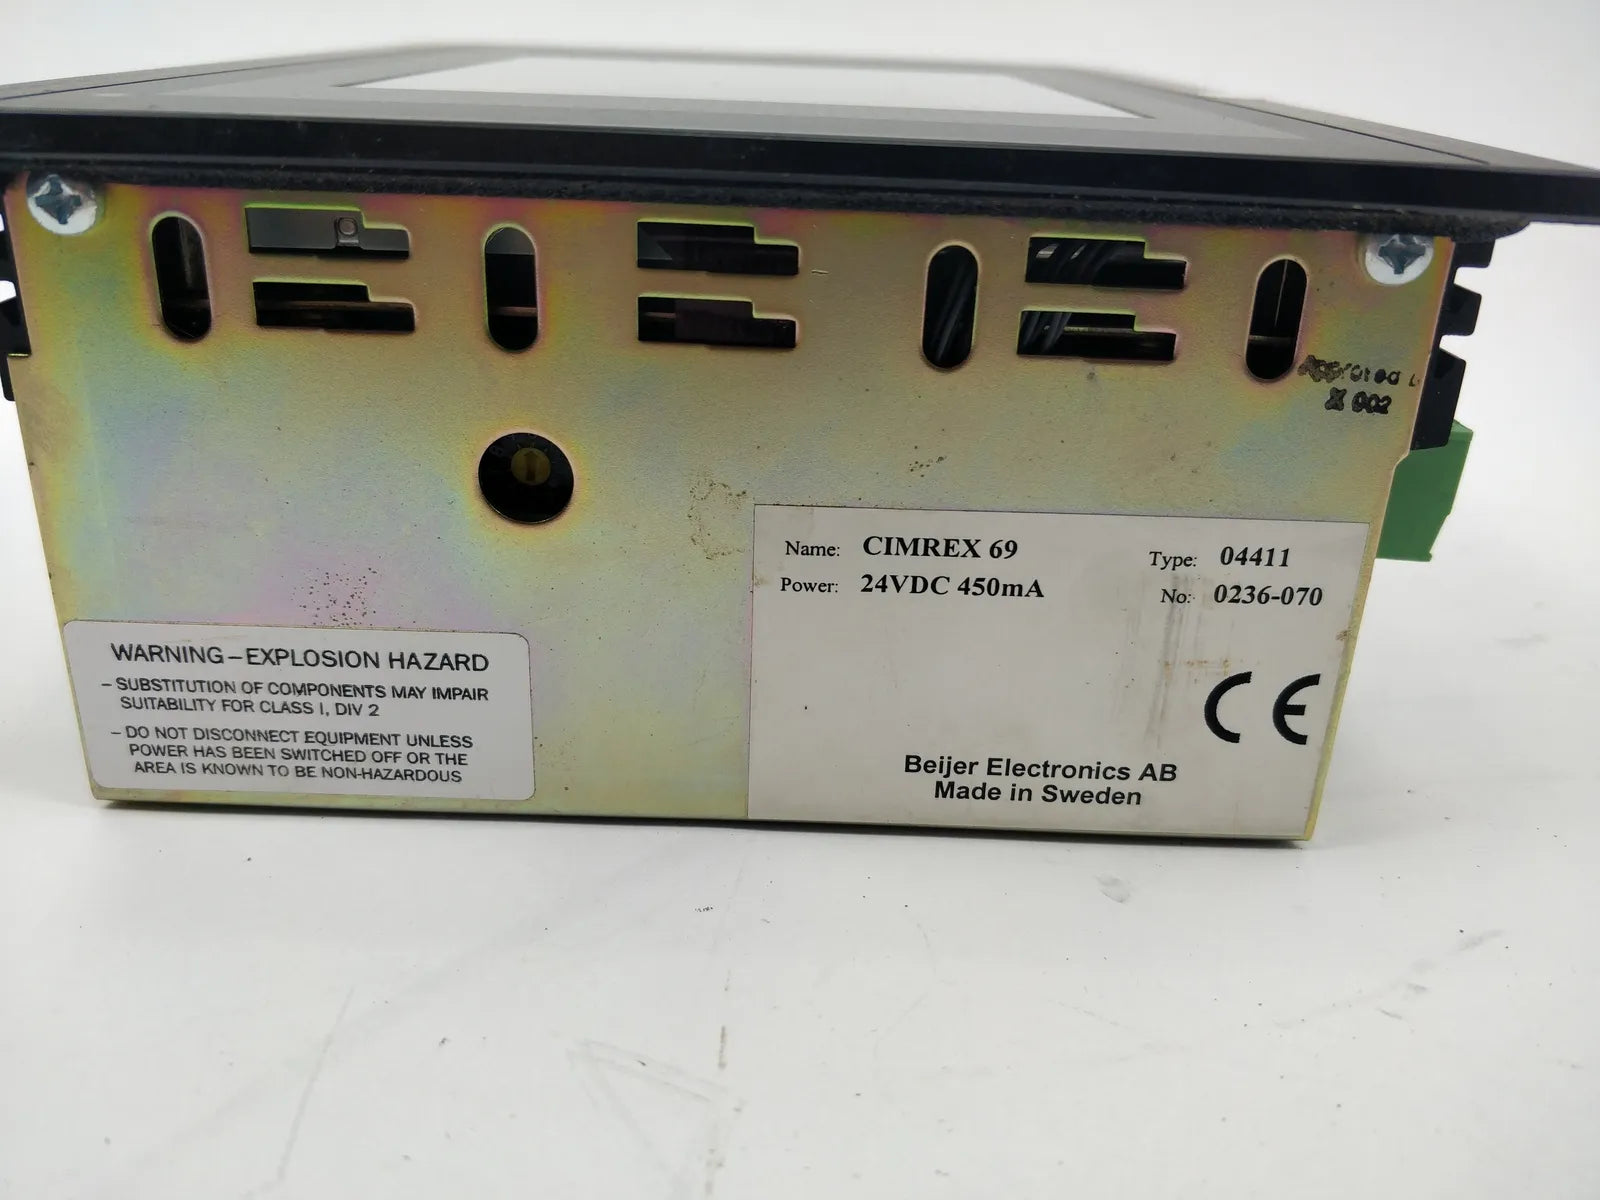 X 002
Name: CIMREX 69 Type: 04411
Power: 24VDC 450mA No: 0236-070
CE
Beijer Electronics AB
Made in Sweden
WARNING–EXPLOSION HAZARD
– SUBSTITUTION OF COMPONENTS MAY IMPAIR
SUITABILITY FOR CLASS I, DIV 2
– DO NOT DISCONNECT EQUIPMENT UNLESS
POWER HAS BEEN SWITCHED OFF OR THE
AREA IS KNOWN TO BE NON-HAZARDOUS